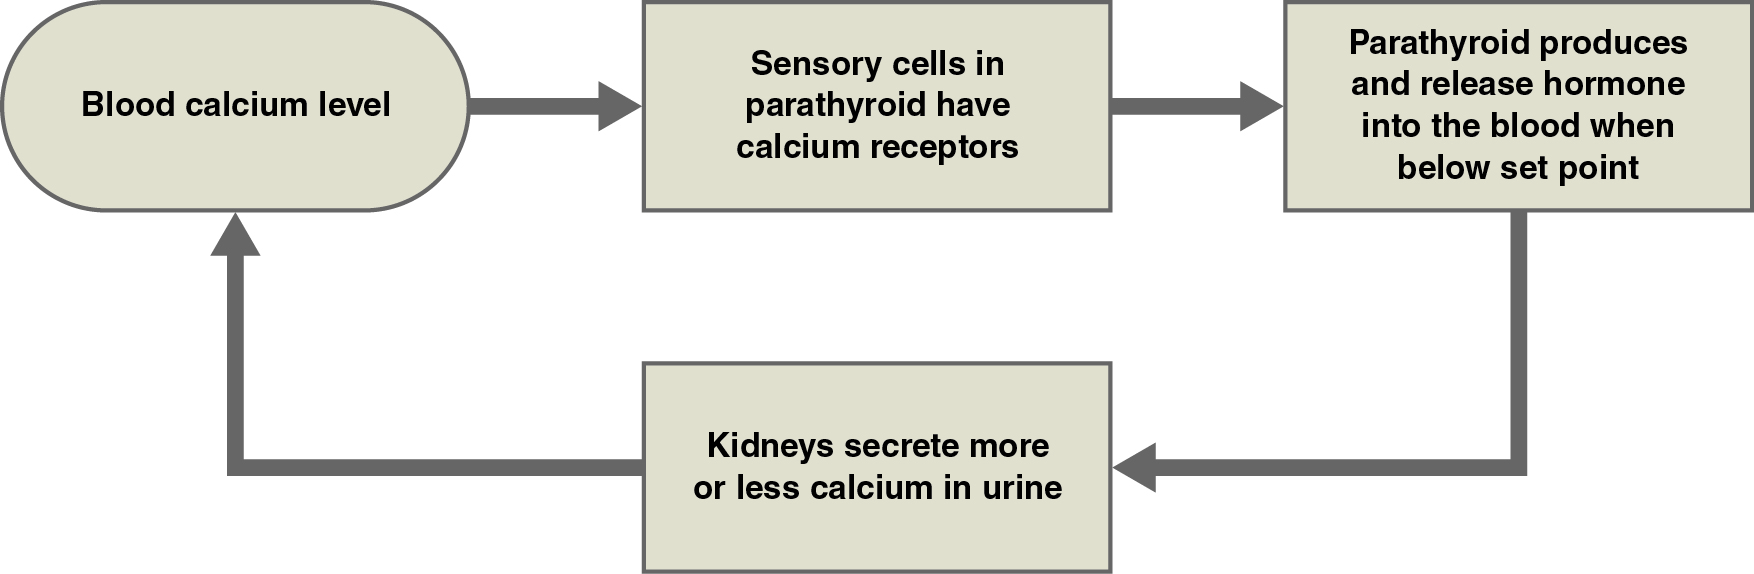 Blood calcium level
Sensory cells in
parathyroid have
calcium receptors
Parathyroid produces
and release hormone
into the blood when
below set point
Kidneys secrete more
or less calcium in urine